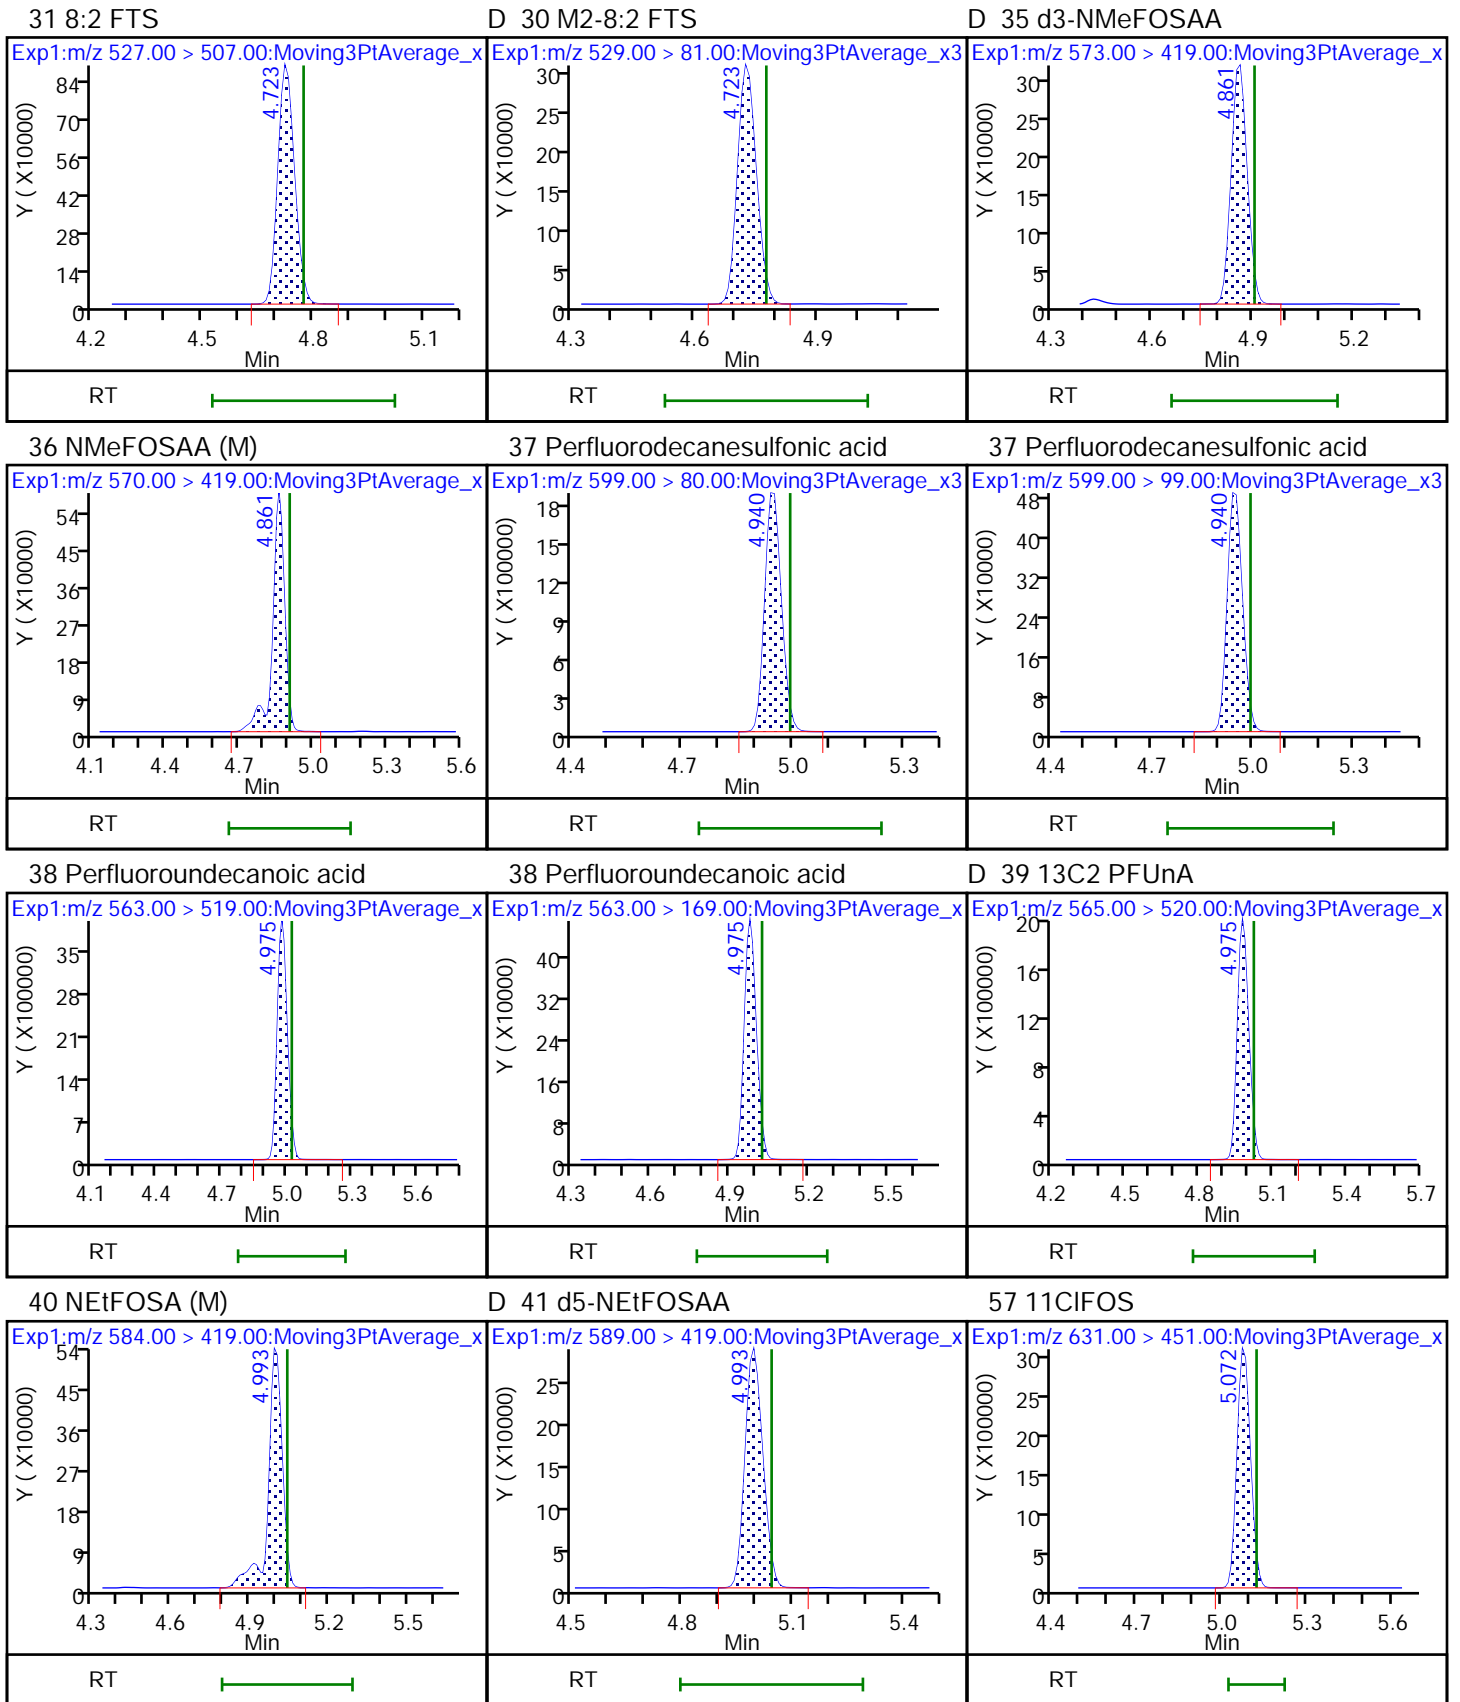 31 8:2 FTS
Exp1:m/z 527.00 > 507.00:Moving3PtAverage_x
4.723
Y ( X10000)
84
70
56
42
28
14
0
4.2 4.5 4.8 5.1
Min
RT
D 30 M2-8:2 FTS
Exp1:m/z 529.00 > 81.00:Moving3PtAverage_x3
4.723
Y ( X10000)
30
25
20
15
10
5
0
4.3 4.6 4.9
Min
RT
D 35 d3-NMeFOSAA
Exp1:m/z 573.00 > 419.00:Moving3PtAverage_x
4.861
Y ( X10000)
30
25
20
15
10
5
0
4.3 4.6 4.9 5.2
Min
RT
36 NMeFOSAA (M)
Exp1:m/z 570.00 > 419.00:Moving3PtAverage_x
4.861
Y ( X10000)
54
45
36
27
18
9
0
4.1 4.4 4.7 5.0 5.3 5.6
Min
RT
37 Perfluorodecanesulfonic acid
Exp1:m/z 599.00 > 80.00:Moving3PtAverage_x3
4.940
Y ( X100000)
18
15
12
9
6
3
0
4.4 4.7 5.0 5.3
Min
RT
37 Perfluorodecanesulfonic acid
Exp1:m/z 599.00 > 99.00:Moving3PtAverage_x3
4.940
Y ( X10000)
48
40
32
24
16
8
0
4.4 4.7 5.0 5.3
Min
RT
38 Perfluoroundecanoic acid
Exp1:m/z 563.00 > 519.00:Moving3PtAverage_x
4.975
Y ( X100000)
35
28
21
14
7
0
4.1 4.4 4.7 5.0 5.3 5.6
Min
RT
38 Perfluoroundecanoic acid
Exp1:m/z 563.00 > 169.00:Moving3PtAverage_x
4.975
Y ( X10000)
40
32
24
16
8
0
4.3 4.6 4.9 5.2 5.5
Min
RT
D 39 13C2 PFUnA
Exp1:m/z 565.00 > 520.00:Moving3PtAverage_x
4.975
Y ( X100000)
20
16
12
8
4
0
4.2 4.5 4.8 5.1 5.4 5.7
Min
RT
40 NEtFOSA (M)
Exp1:m/z 584.00 > 419.00:Moving3PtAverage_x
4.993
Y ( X10000)
54
45
36
27
18
9
0
4.3 4.6 4.9 5.2 5.5
Min
RT
D 41 d5-NEtFOSAA
Exp1:m/z 589.00 > 419.00:Moving3PtAverage_x
4.993
Y ( X10000)
25
20
15
10
5
0
4.5 4.8 5.1 5.4
Min
RT
57 11ClFOS
Exp1:m/z 631.00 > 451.00:Moving3PtAverage_x
5.072
Y ( X100000)
30
25
20
15
10
5
0
4.4 4.7 5.0 5.3 5.6
Min
RT